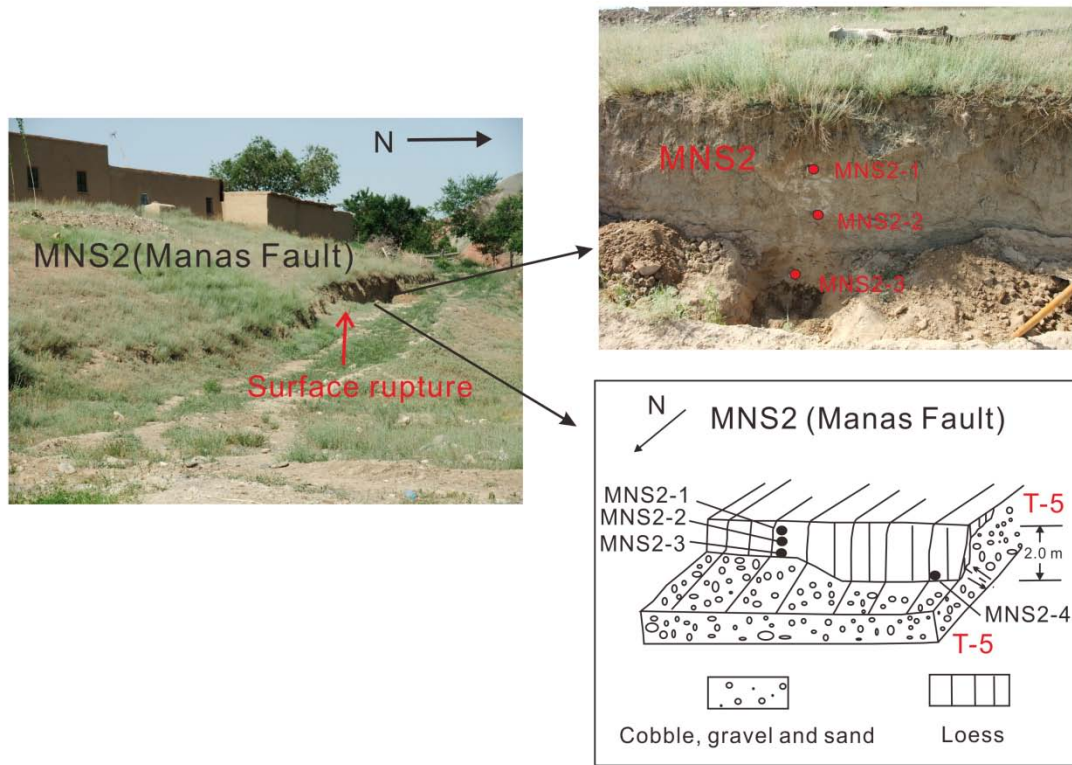 N
MNS2(Manas Fault)
Surface rupture
MNS2
MNS2-1
MNS2-2
MNS2-3
N
MNS2 (Manas Fault)
MNS2-1
MNS2-2
MNS2-3
T-5
2.0 m
MNS2-4
T-5
Cobble, gravel and sand
Loess